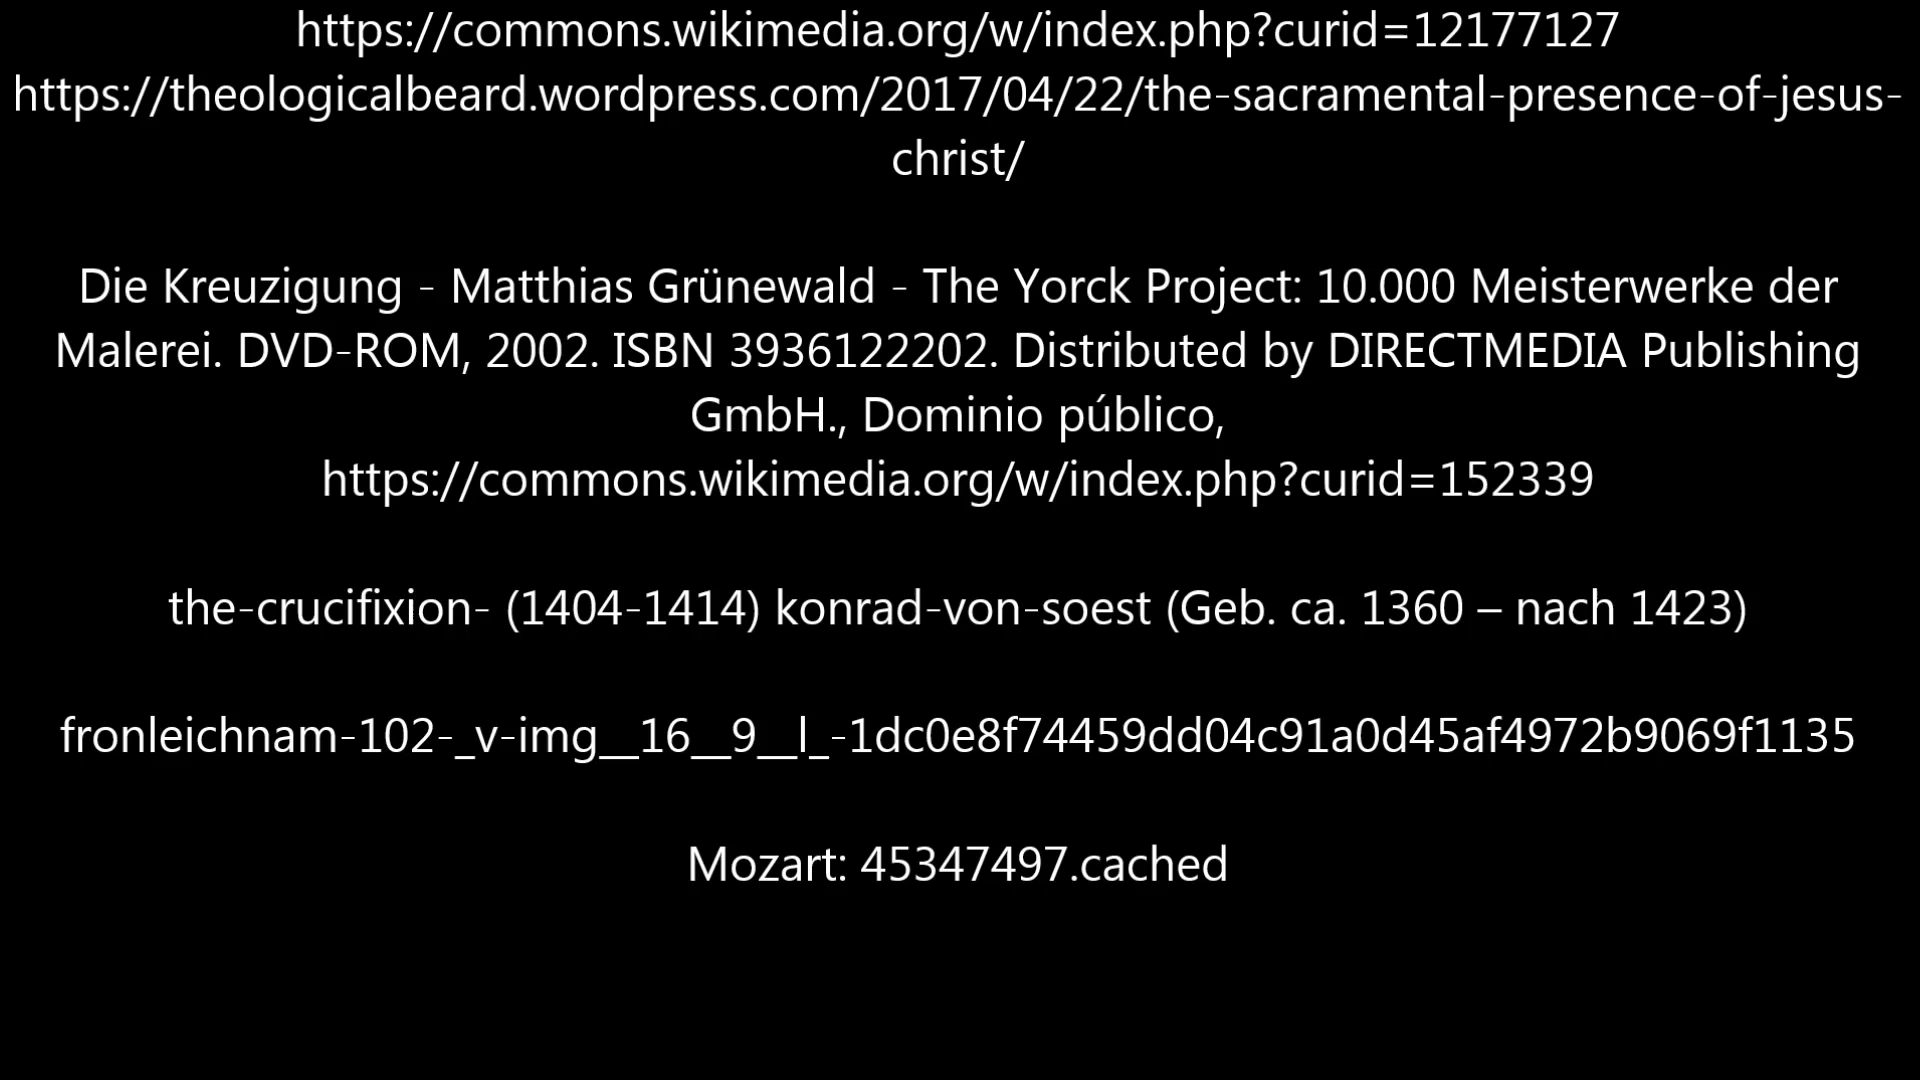 https://commons.wikimedia.org/w/index.php?curid=12177127
https://theologicalbeard.wordpress.com/2017/04/22/the-sacramental-presence-of-jesus-
christ/
Die Kreuzigung - Matthias Grünewald - The Yorck Project: 10.000 Meisterwerke der
Malerei. DVD-ROM, 2002. ISBN 3936122202. Distributed by DIRECTMEDIA Publishing
GmbH., Dominio público,
https://commons.wikimedia.org/w/index.php?curid=152339
the-crucifixion- (1404-1414) konrad-von-soest (Geb. ca. 1360 – nach 1423)
fronleichnam-102-_v-img__16__9__l_-1dc0e8f74459dd04c91a0d45af4972b9069f1135
Mozart: 45347497.cached